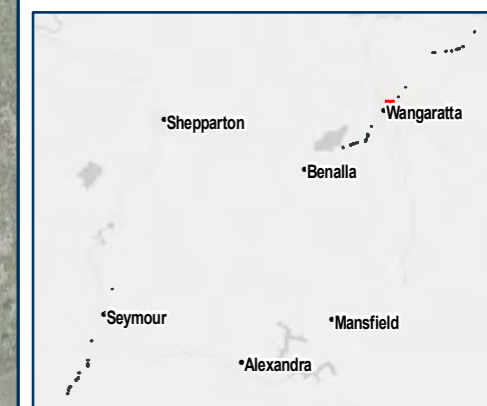 Wangaratta
Shepparton
Benalla
Seymour
Mansfield
Alexandra